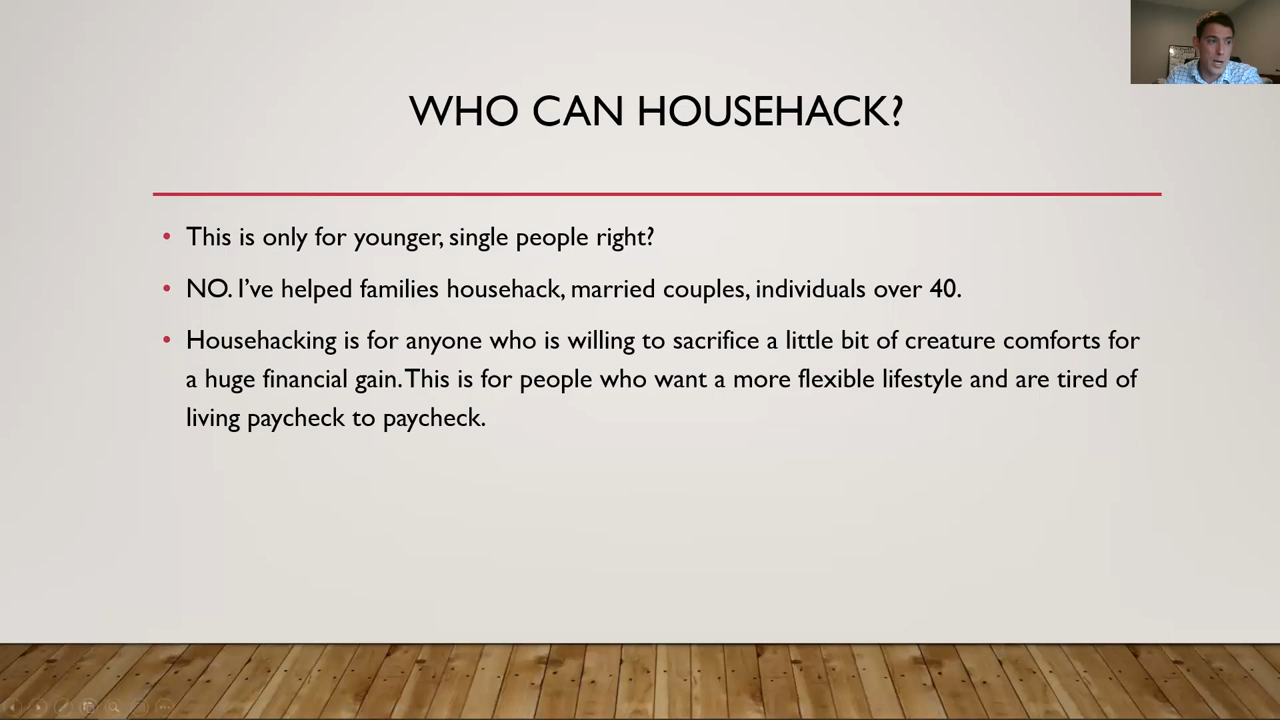 WHO CAN HOUSEHACK?
• This is only for younger, single people right?
• NO. I've helped families househack, married couples, individuals over 40.
• Househacking is for anyone who is willing to sacrifice a little bit of creature comforts for
a huge financial gain. This is for people who want a more flexible lifestyle and are tired of
living paycheck to paycheck.